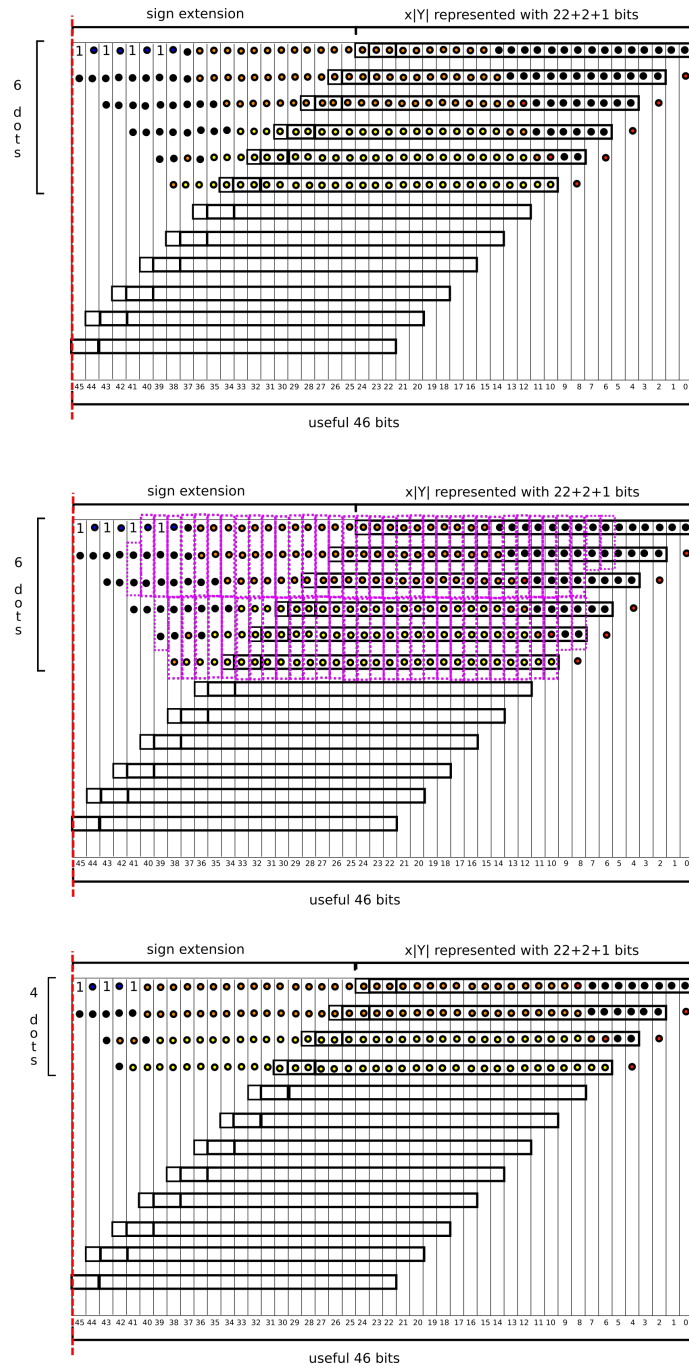 sign extension
x|Y| represented with 22+2+1 bits
1 1 1 1
6
d
o
t
s
45 44 43 42 41 40 39 38 37 36 35 34 33 32 31 30 29 28 27 26 25 24 23 22 21 20 19 18 17 16 15 14 13 12 11 10 9 8 7 6 5 4 3 2 1 0
useful 46 bits
sign extension
x|Y| represented with 22+2+1 bits
1 1 1 1
6
d
o
t
s
45 44 43 42 41 40 39 38 37 36 35 34 33 32 31 30 29 28 27 26 25 24 23 22 21 20 19 18 17 16 15 14 13 12 11 10 9 8 7 6 5 4 3 2 1 0
useful 46 bits
sign extension
x|Y| represented with 22+2+1 bits
1 1 1
4
d
o
t
s
45 44 43 42 41 40 39 38 37 36 35 34 33 32 31 30 29 28 27 26 25 24 23 22 21 20 19 18 17 16 15 14 13 12 11 10 9 8 7 6 5 4 3 2 1 0
useful 46 bits